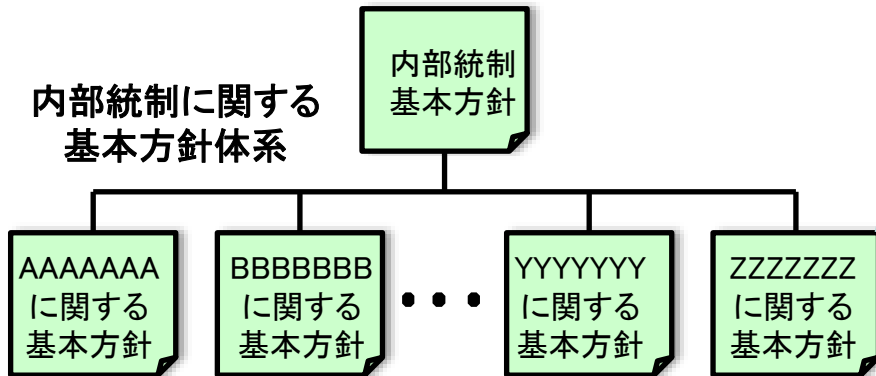 内部統制
基本方針
内部統制に関する
基本方針体系
AAAAAAA
に関する
基本方針
BBBBBBB
に関する
基本方針
・・・
YYYYYYY
に関する
基本方針
ZZZZZZZ
に関する
基本方針